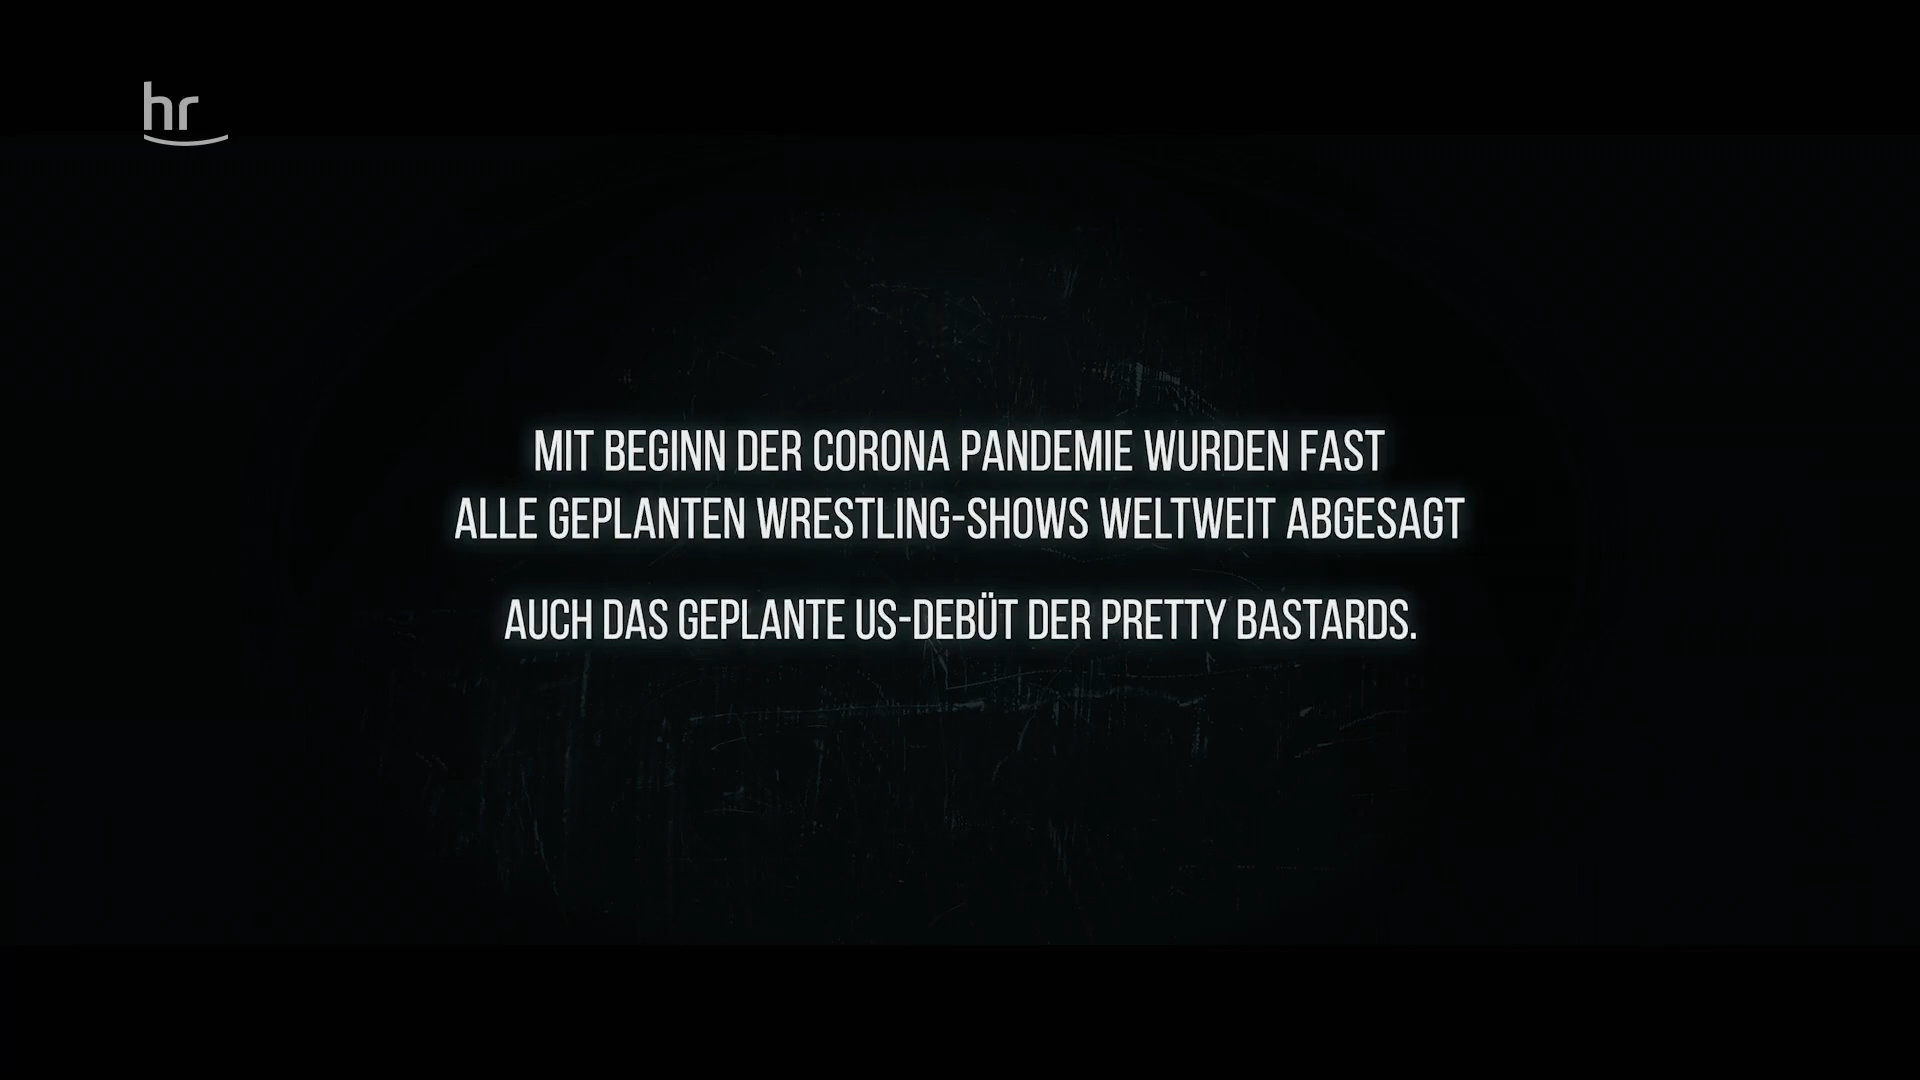 hr
MIT BEGINN DER CORONA PANDEMIE WURDEN FAST
ALLE GEPLANTEN WRESTLING-SHOWS WELTWEIT ABGESAGT
AUCH DAS GEPLANTE US-DEBÜT DER PRETTY BASTARDS.